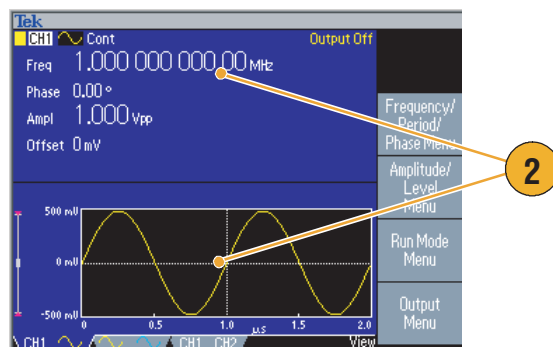 Tek
CH1 Cont Output Off
Freq 1.000 000 000 00 MHz
Phase 0.00 °
Ampl 1.000 Vpp
Offset 0 mV
Frequency/
Period/
Phase Menu
Amplitude/
Level
Menu
Run Mode
Menu
Output
Menu
2
500 mV
0 mV
-500 mV
0 0.5 1.0 1.5 2.0
µs
CH1 CH1 CH2 View